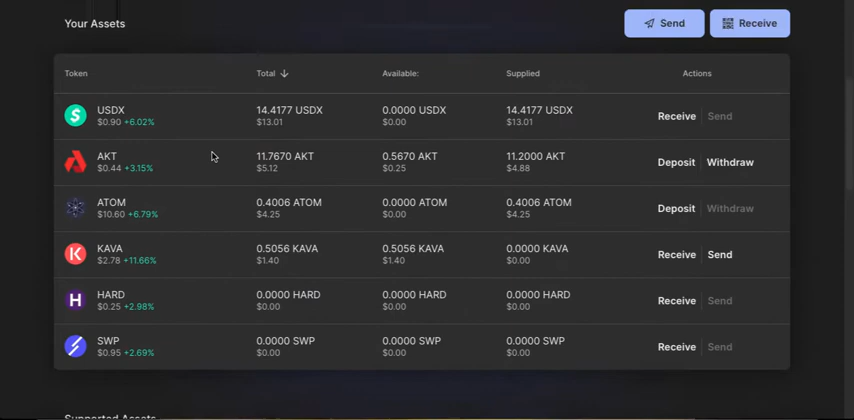 Your Assets
Send
Receive
Token Total Available: Supplied Actions
USDX 14.4177 USDX 0.0000 USDX 14.4177 USDX
$0.90 +6.02% $13.01 $0.00 $13.01
Receive Send
AKT 11.7670 AKT 0.5670 AKT 11.2000 AKT
$0.44 +3.15% $5.12 $0.25 $4.88
Deposit Withdraw
ATOM 0.4006 ATOM 0.0000 ATOM 0.4006 ATOM
$10.60 +6.79% $4.25 $0.00 $4.25
Deposit Withdraw
KAVA 0.5056 KAVA 0.5056 KAVA 0.0000 KAVA
$2.78 +11.66% $1.40 $1.40 $0.00
Receive Send
HARD 0.0000 HARD 0.0000 HARD 0.0000 HARD
$0.25 +2.98% $0.00 $0.00 $0.00
Receive Send
SWP 0.0000 SWP 0.0000 SWP 0.0000 SWP
$0.95 +2.69% $0.00 $0.00 $0.00
Receive Send
Supported Assets